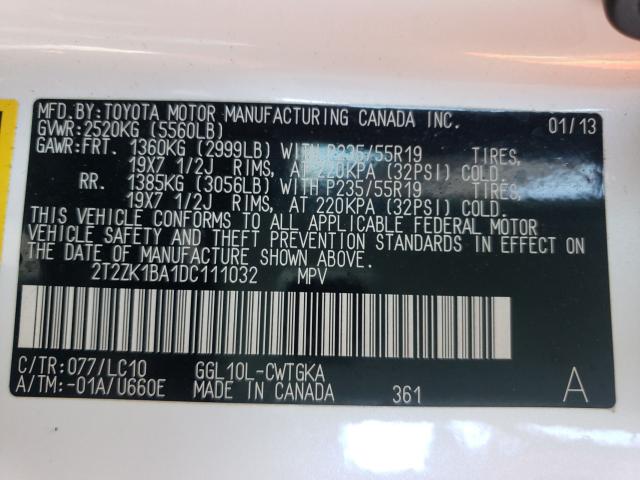 MFD.BY:TOYOTA MOTOR MANUFACTURING CANADA INC. 01/13
GVWR:2520KG (5560LB)
GAWR:FRT. 1360KG (2999LB) WITH P235/55R19 TIRES,
19X7 1/2J RIMS, AT 220KPA (32PSI) COLD.
RR. 1385KG (3056LB) WITH P235/55R19 TIRES,
19X7 1/2J RIMS, AT 220KPA (32PSI) COLD.
THIS VEHICLE CONFORMS TO ALL APPLICABLE FEDERAL MOTOR
VEHICLE SAFETY AND THEFT PREVENTION STANDARDS IN EFFECT ON
THE DATE OF MANUFACTURE SHOWN ABOVE.
2T2ZK1BA1DC111032 MPV
C/TR:077/LC10 GGL10L-CWTGKA
A/TM:-01A/U660E MADE IN CANADA 361 A